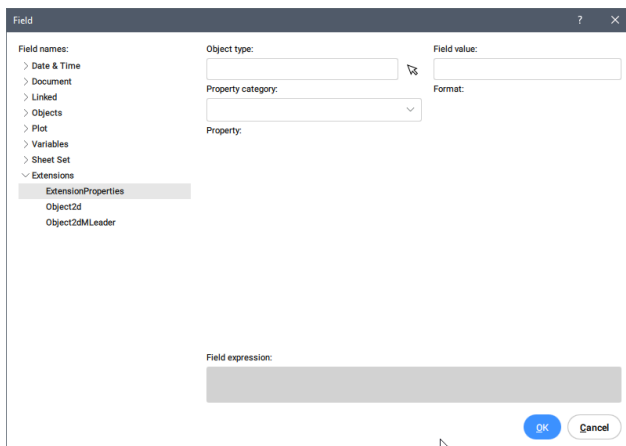 Field
?
Field names:
Date & Time
Document
Linked
Objects
Plot
Variables
Sheet Set
Extensions
ExtensionProperties
Object2d
Object2dMLeader
Object type:
Property category:
Property:
Field value:
Format:
Field expression:
OK
Cancel